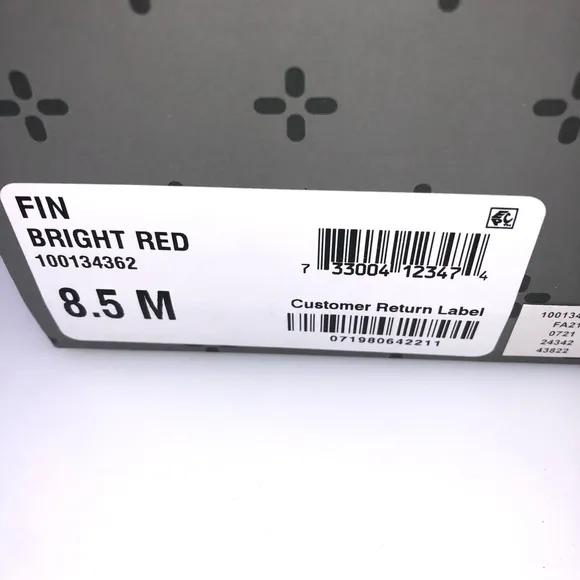 FIN
BRIGHT RED
100134362
8.5 M
7 33004 12347 4
Customer Return Label
071980642211
100134
FA21
0721
24342
43822